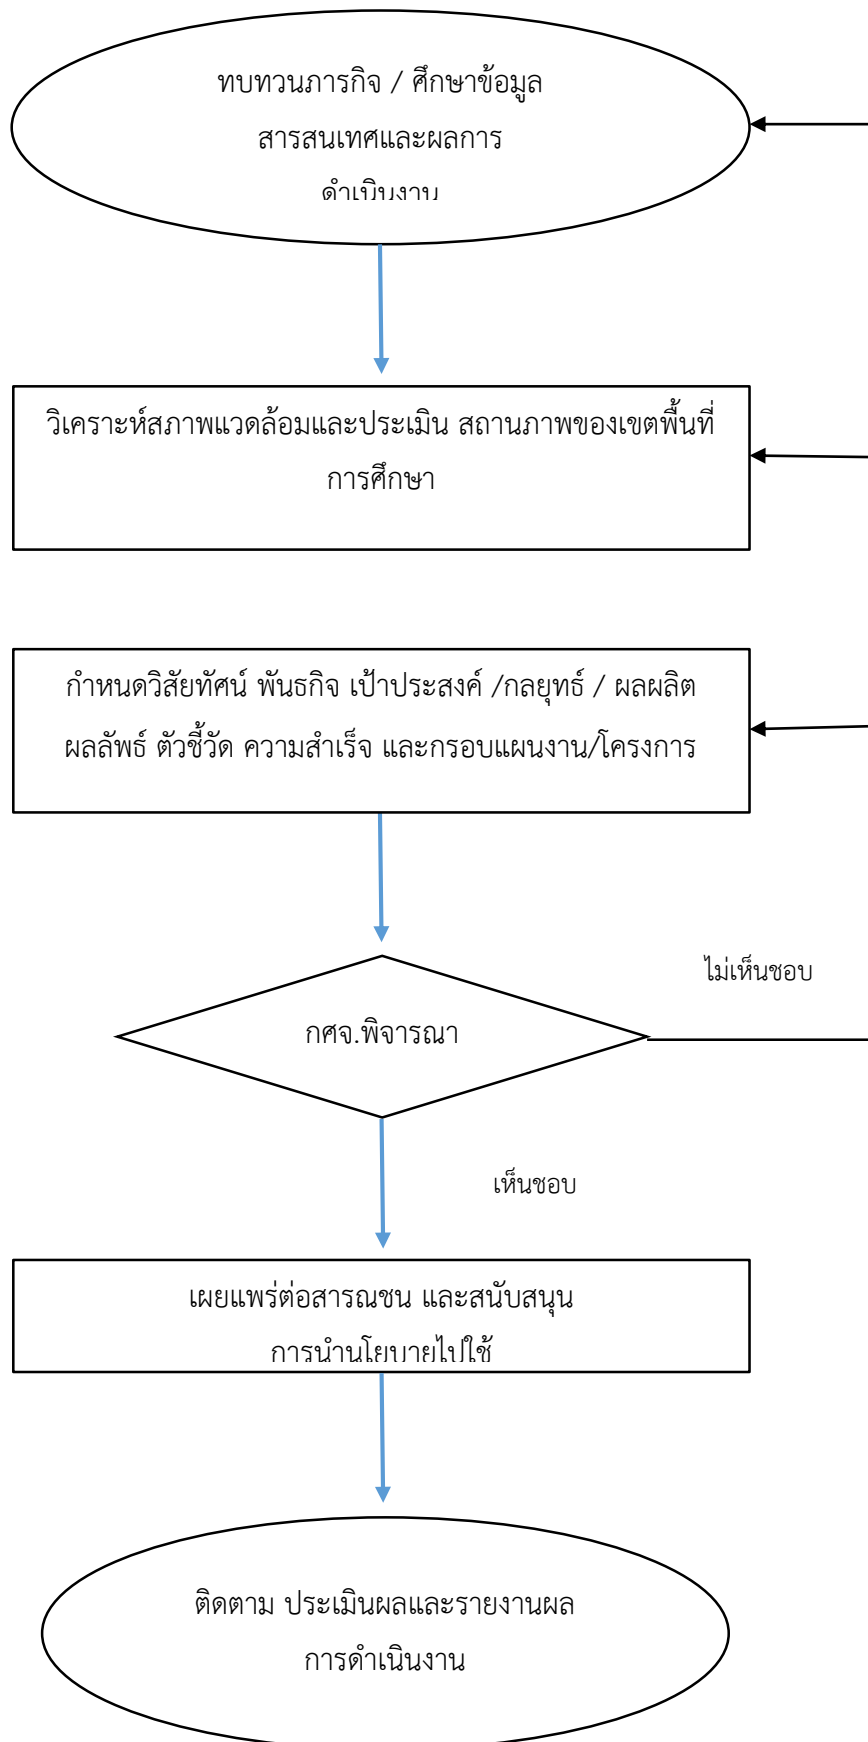 ทบทวนภารกิจ / ศึกษาข้อมูล
สารสนเทศและผลการ
ดำเนินงาน
วิเคราะห์สภาพแวดล้อมและประเมิน สถานภาพของเขตพื้นที่
การศึกษา
กำหนดวิสัยทัศน์ พันธกิจ เป้าประสงค์ /กลยุทธ์ / ผลผลิต
ผลลัพธ์ ตัวชี้วัด ความสำเร็จ และกรอบแผนงาน/โครงการ
ไม่เห็นชอบ
กศจ.พิจารณา
เห็นชอบ
เผยแพร่ต่อสารณชน และสนับสนุน
การนำนโยบายไปใช้
ติดตาม ประเมินผลและรายงานผล
การดำเนินงาน